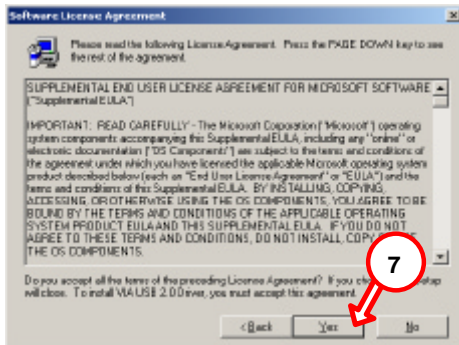 Software License Agreement
Please read the following License Agreement. Press the PAGE DOWN key to see
the rest of the agreement.
SUPPLEMENTAL END USER LICENSE AGREEMENT FOR MICROSOFT SOFTWARE
("Supplemental EULA")
IMPORTANT: READ CAREFULLY - The Microsoft Corporation ("Microsoft") operating
system components accompanying this Supplemental EULA, including any "online" or
electronic documentation ("OS Components") are subject to the terms and conditions of
the agreement under which you have licensed the applicable Microsoft operating system
product described below (each an "End User License Agreement" or "EULA") and the
terms and conditions of this Supplemental EULA. BY INSTALLING, COPYING,
ACCESSING, OR OTHERWISE USING THE OS COMPONENTS, YOU AGREE TO BE
BOUND BY THE TERMS AND CONDITIONS OF THE APPLICABLE OPERATING
SYSTEM PRODUCT EULA AND THIS SUPPLEMENTAL EULA. IF YOU DO NOT
AGREE TO THESE TERMS AND CONDITIONS, DO NOT INSTALL, COPY
THE OS COMPONENTS.
7
Do you accept all the terms of the preceding License Agreement? If you
will close. To install VIA USB 2.0 Driver, you must accept this agreement.
< Back
Yes
No